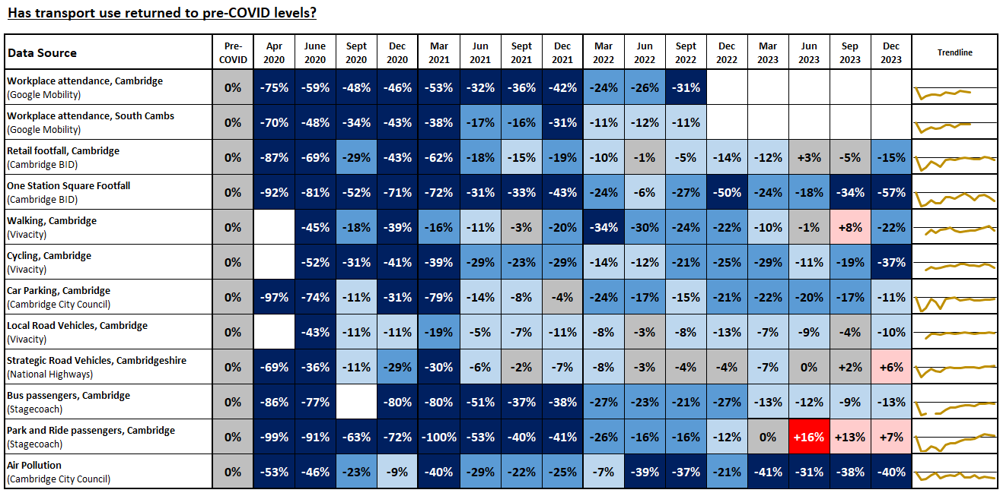 Has transport use returned to pre-COVID levels?
Data Source Pre-COVID Apr 2020 June 2020 Sept 2020 Dec 2020 Mar 2021 Jun 2021 Sept 2021 Dec 2021 Mar 2022 Jun 2022 Sept 2022 Dec 2022 Mar 2023 Jun 2023 Sep 2023 Dec 2023 Trendline
Workplace attendance, Cambridge
(Google Mobility)
0% -75% -59% -48% -46% -53% -32% -36% -42% -24% -26% -31%
Workplace attendance, South Cambs
(Google Mobility)
0% -70% -48% -34% -43% -38% -17% -16% -31% -11% -12% -11%
Retail footfall, Cambridge
(Cambridge BID)
0% -87% -69% -29% -43% -62% -18% -15% -19% -10% -1% -5% -14% -12% +3% -5% -15%
One Station Square Footfall
(Cambridge BID)
0% -92% -81% -52% -71% -72% -31% -33% -43% -24% -6% -27% -50% -24% -18% -34% -57%
Walking, Cambridge
(Vivacity)
0% -45% -18% -39% -16% -11% -3% -20% -34% -30% -24% -22% -10% -1% +8% -22%
Cycling, Cambridge
(Vivacity)
0% -52% -31% -41% -39% -29% -23% -29% -14% -12% -21% -25% -29% -11% -19% -37%
Car Parking, Cambridge
(Cambridge City Council)
0% -97% -74% -11% -31% -79% -14% -8% -4% -24% -17% -15% -21% -22% -20% -17% -11%
Local Road Vehicles, Cambridge
(Vivacity)
0% -43% -11% -11% -19% -5% -7% -11% -8% -3% -8% -13% -7% -9% -4% -10%
Strategic Road Vehicles, Cambridgeshire
(National Highways)
0% -69% -36% -11% -29% -30% -6% -2% -7% -8% -3% -4% -4% -7% 0% +2% +6%
Bus passengers, Cambridge
(Stagecoach)
0% -86% -77% -80% -80% -51% -37% -38% -27% -23% -21% -27% -13% -12% -9% -13%
Park and Ride passengers, Cambridge
(Stagecoach)
0% -99% -91% -63% -72% -100% -53% -40% -41% -26% -16% -16% -12% 0% +16% +13% +7%
Air Pollution
(Cambridge City Council)
0% -53% -46% -23% -9% -40% -29% -22% -25% -7% -39% -37% -21% -41% -31% -38% -40%